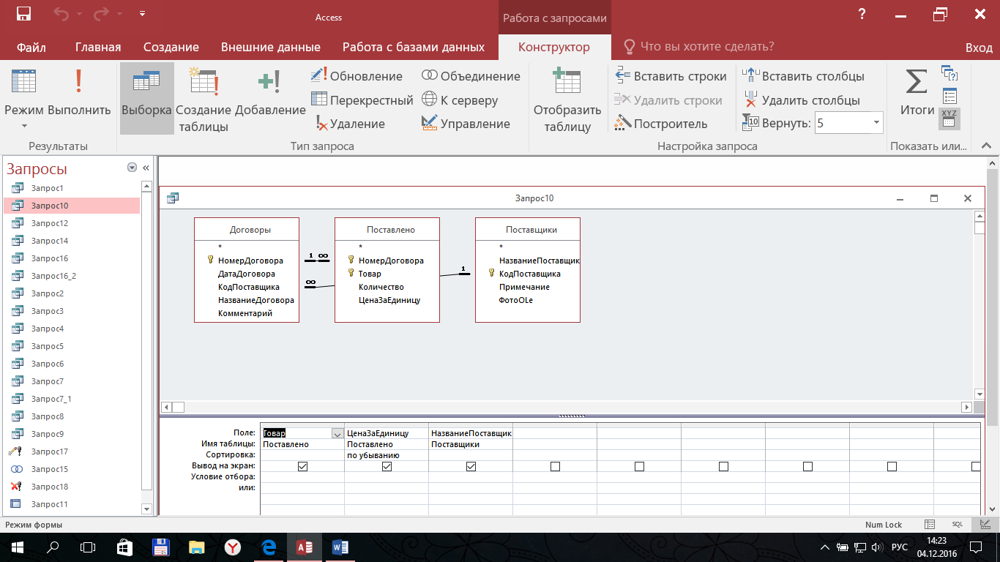 Access
Работа с запросами
?
Файл
Главная
Создание
Внешние данные
Работа с базами данных
Конструктор
Что вы хотите сделать?
Вход
Режим
Выполнить
Результаты
Выборка
Создание таблицы
Добавление
Обновление
Перекрестный
Удаление
Объединение
К серверу
Управление
Тип запроса
Отобразить таблицу
Вставить строки
Удалить строки
Построитель
Вставить столбцы
Удалить столбцы
Вернуть: 5
Настройка запроса
Итоги
XYZ
Показать или...
Запросы
Запрос1
Запрос10
Запрос12
Запрос14
Запрос16
Запрос16_2
Запрос2
Запрос3
Запрос4
Запрос5
Запрос6
Запрос7
Запрос7_1
Запрос8
Запрос9
Запрос17
Запрос15
Запрос18
Запрос11
Запрос10
Договоры
*
НомерДоговора
ДатаДоговора
КодПоставщика
НазваниеДоговора
Комментарий
1 ∞
∞
Поставлено
*
НомерДоговора
Товар
Количество
ЦенаЗаЕдиницу
1
Поставщики
*
НазваниеПоставщик
КодПоставщика
Примечание
ФотоOLe
Поле: Товар ЦенаЗаЕдиницу НазваниеПоставщик
Имя таблицы: Поставлено Поставлено Поставщики
Сортировка: по убыванию
Вывод на экран:
Условие отбора:
или:
Режим формы
Num Lock
SQL
РУС
14:23
04.12.2016